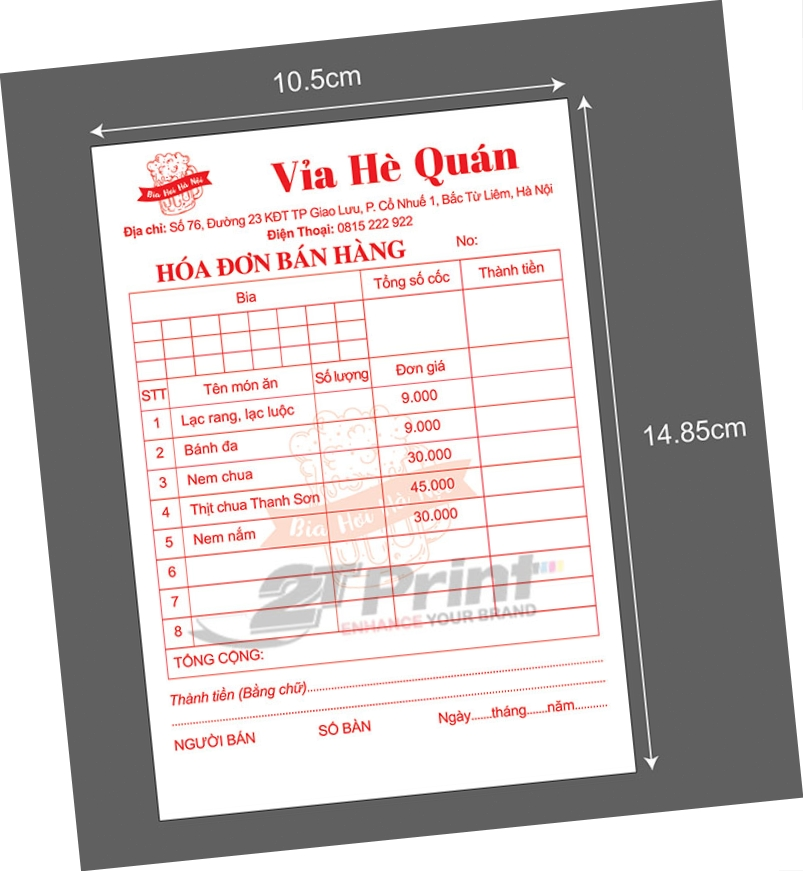 10.5cm
Bia Hơi Hà Nội
Vỉa Hè Quán
Địa chỉ: Số 76, Đường 23 KĐT TP Giao Lưu, P. Cổ Nhuế 1, Bắc Từ Liêm, Hà Nội
Điện Thoại: 0815 222 922
HÓA ĐƠN BÁN HÀNG No:
Bia Tổng số cốc Thành tiền
STT Tên món ăn Số lượng Đơn giá
1 Lạc rang, lạc luộc 9.000
2 Bánh đa 9.000
3 Nem chua 30.000
4 Thịt chua Thanh Sơn 45.000
5 Nem nắm 30.000
6
7
8
Bia Hơi Hà Nội
2T Print
ENHANCE YOUR BRAND
TỔNG CỘNG:
Thành tiền (Bằng chữ)
NGƯỜI BÁN SỐ BÀN Ngày......tháng.......năm...........
14.85cm